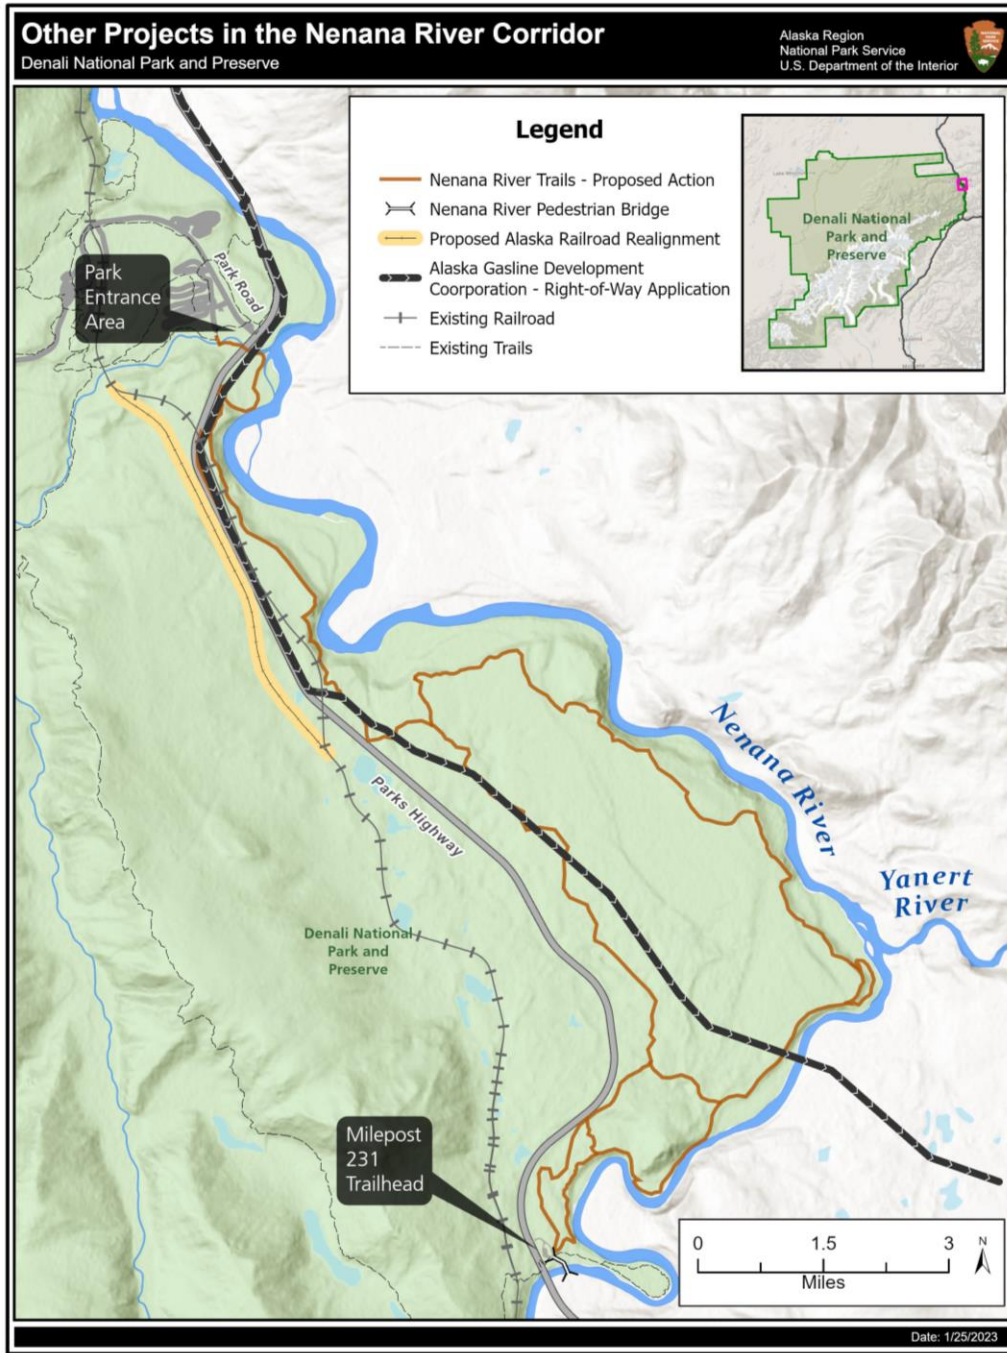 Other Projects in the Nenana River Corridor
Denali National Park and Preserve
Alaska Region
National Park Service
U.S. Department of the Interior
Legend
Nenana River Trails - Proposed Action
Nenana River Pedestrian Bridge
Proposed Alaska Railroad Realignment
Alaska Gasline Development
Coorporation - Right-of-Way Application
Existing Railroad
Existing Trails
Denali National
Park and
Preserve
Park
Entrance
Area
Park Road
Nenana River
Parks Highway
Yanert
River
Denali National
Park and
Preserve
Milepost
231
Trailhead
0 1.5 3
Miles
N
Date: 1/25/2023